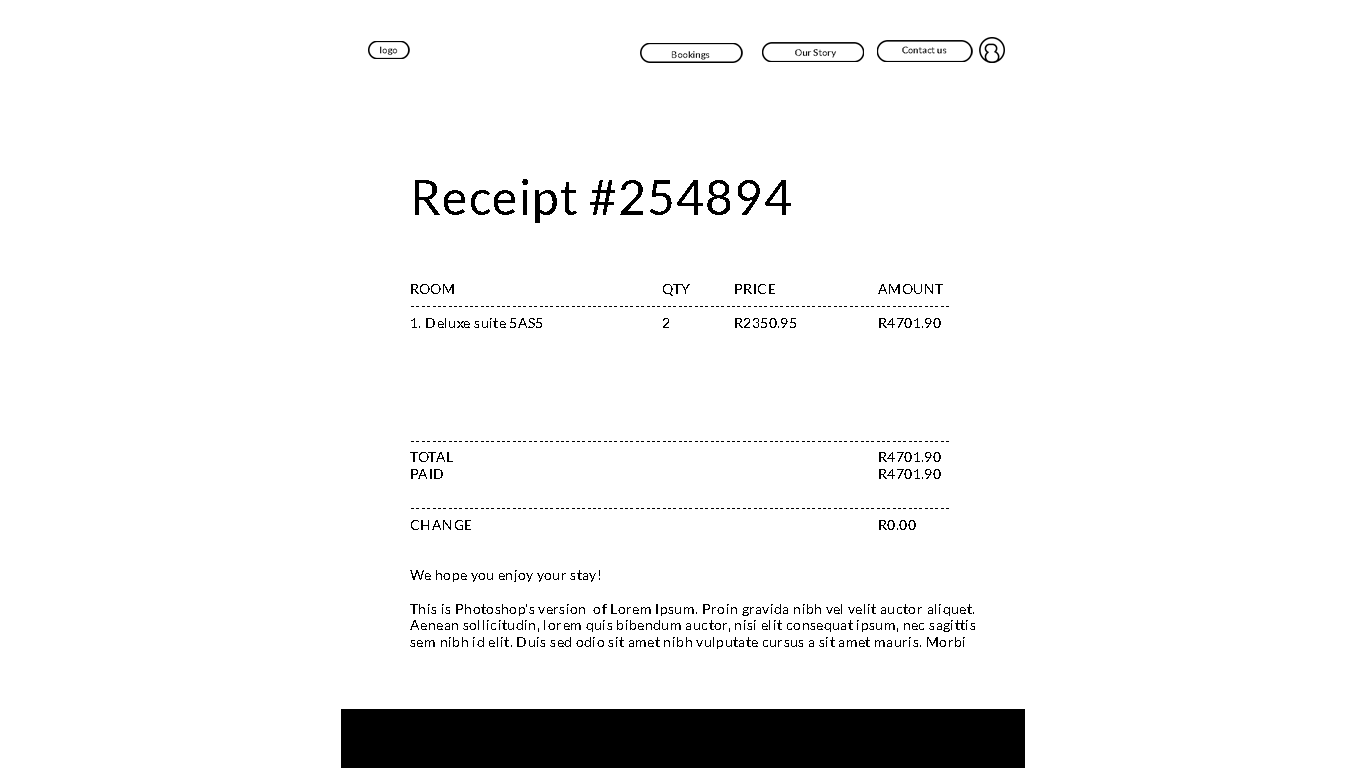 logo
Bookings
Our Story
Contact us
Receipt #254894
ROOM QTY PRICE AMOUNT
1. Deluxe suite 5AS5 2 R2350.95 R4701.90
TOTAL R4701.90
PAID R4701.90
CHANGE R0.00
We hope you enjoy your stay!
This is Photoshop's version of Lorem Ipsum. Proin gravida nibh vel velit auctor aliquet.
Aenean sollicitudin, lorem quis bibendum auctor, nisi elit consequat ipsum, nec sagittis
sem nibh id elit. Duis sed odio sit amet nibh vulputate cursus a sit amet mauris. Morbi